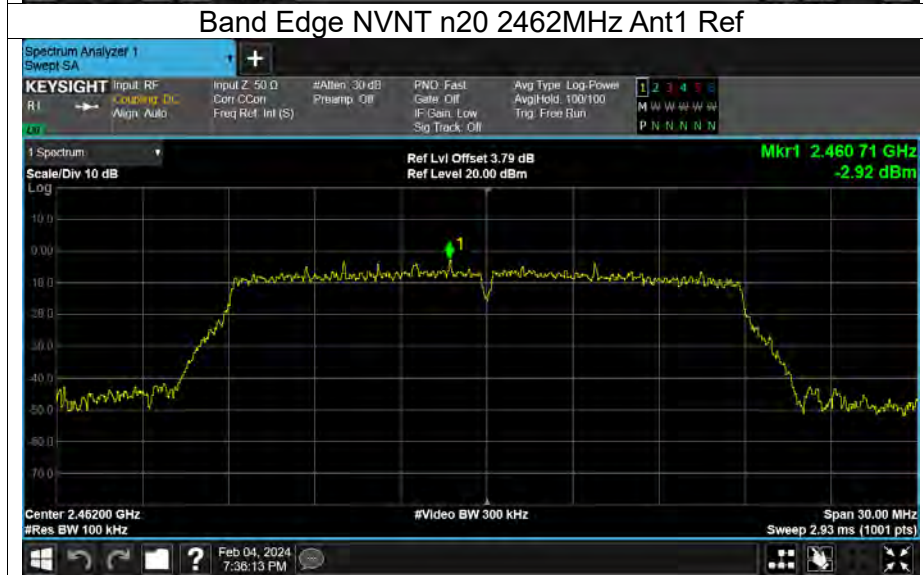 Band Edge NVNT n20 2462MHz Ant1 Ref
Spectrum Analyzer 1
Swept SA
+
KEYSIGHT Input: RF Input Z: 50 Ω #Atten: 30 dB PNO: Fast Avg Type: Log-Power 1 2 3 4 5 6
Coupling: DC Corr CCorr Preamp: Off Gate: Off Avg|Hold: 100/100 M W W W W W
Align: Auto Freq Ref: Int (S) IF Gain: Low Trig: Free Run
Sig Track: Off P N N N N N
1 Spectrum Ref Lvl Offset 3.79 dB Mkr1 2.460 71 GHz
Scale/Div 10 dB Ref Level 20.00 dBm -2.92 dBm
Log
10.0
0.00
1
-10.0
-20.0
-30.0
-40.0
-50.0
-60.0
-70.0
Center 2.46200 GHz #Video BW 300 kHz Span 30.00 MHz
#Res BW 100 kHz Sweep 2.93 ms (1001 pts)
? Feb 04, 2024
7:36:13 PM